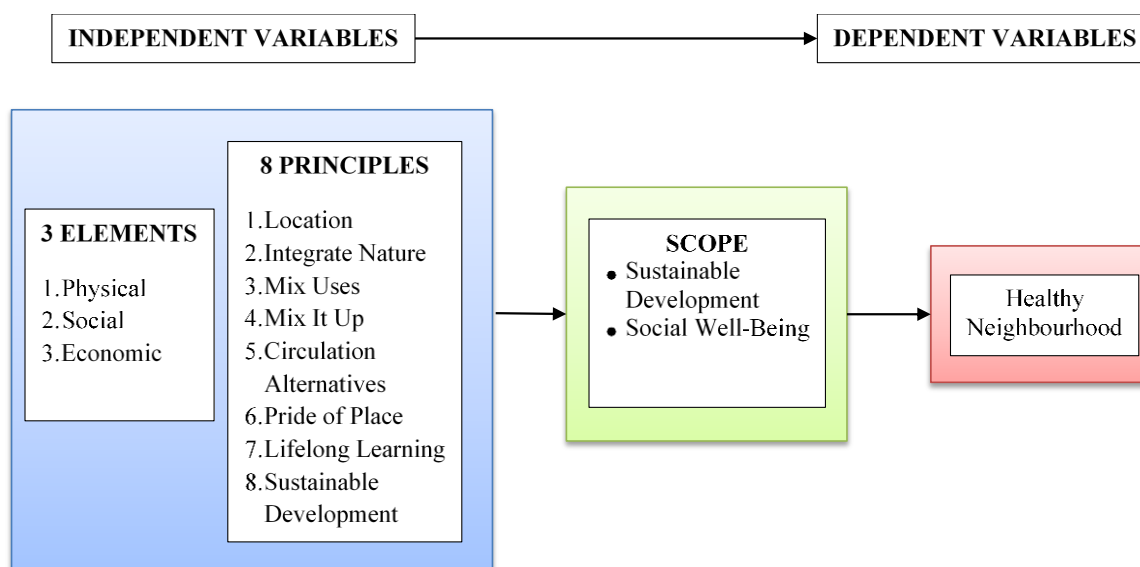 INDEPENDENT VARIABLES
DEPENDENT VARIABLES
3 ELEMENTS
1.Physical
2.Social
3.Economic
8 PRINCIPLES
1.Location
2.Integrate Nature
3.Mix Uses
4.Mix It Up
5.Circulation
Alternatives
6.Pride of Place
7.Lifelong Learning
8.Sustainable
Development
SCOPE
• Sustainable
Development
• Social Well-Being
Healthy
Neighbourhood